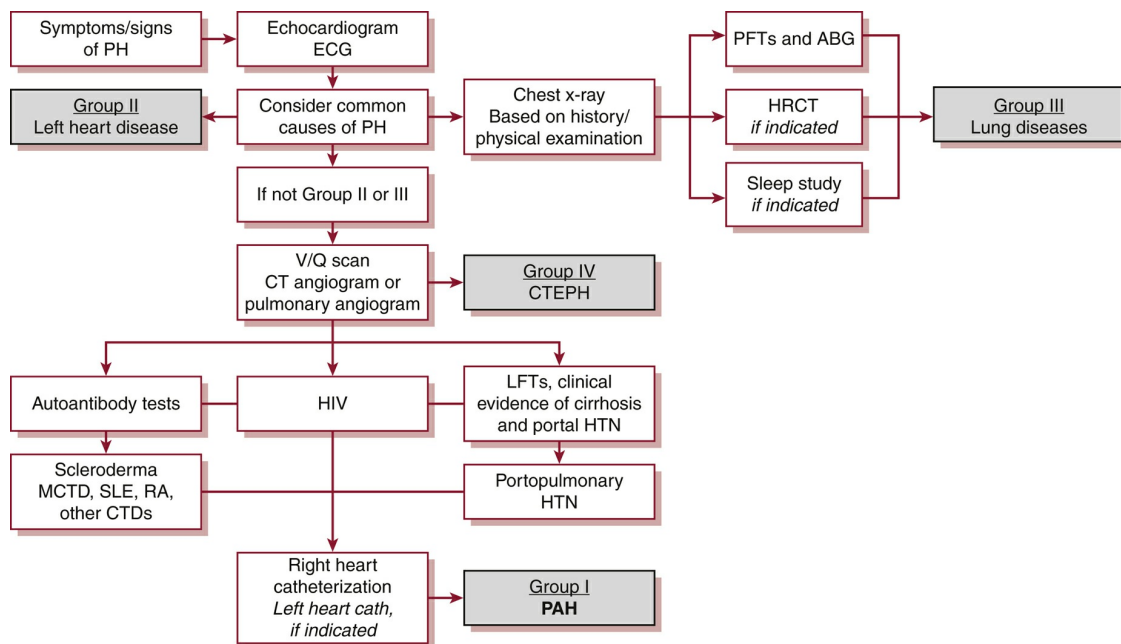 Symptoms/signs
of PH
Echocardiogram
ECG
PFTs and ABG
Group II
Left heart disease
Consider common
causes of PH
Chest x-ray
Based on history/
physical examination
HRCT
if indicated
Group III
Lung diseases
If not Group II or III
Sleep study
if indicated
V/Q scan
CT angiogram or
pulmonary angiogram
Group IV
CTEPH
Autoantibody tests
HIV
LFTs, clinical
evidence of cirrhosis
and portal HTN
Scleroderma
MCTD, SLE, RA,
other CTDs
Portopulmonary
HTN
Right heart
catheterization
Left heart cath,
if indicated
Group I
PAH